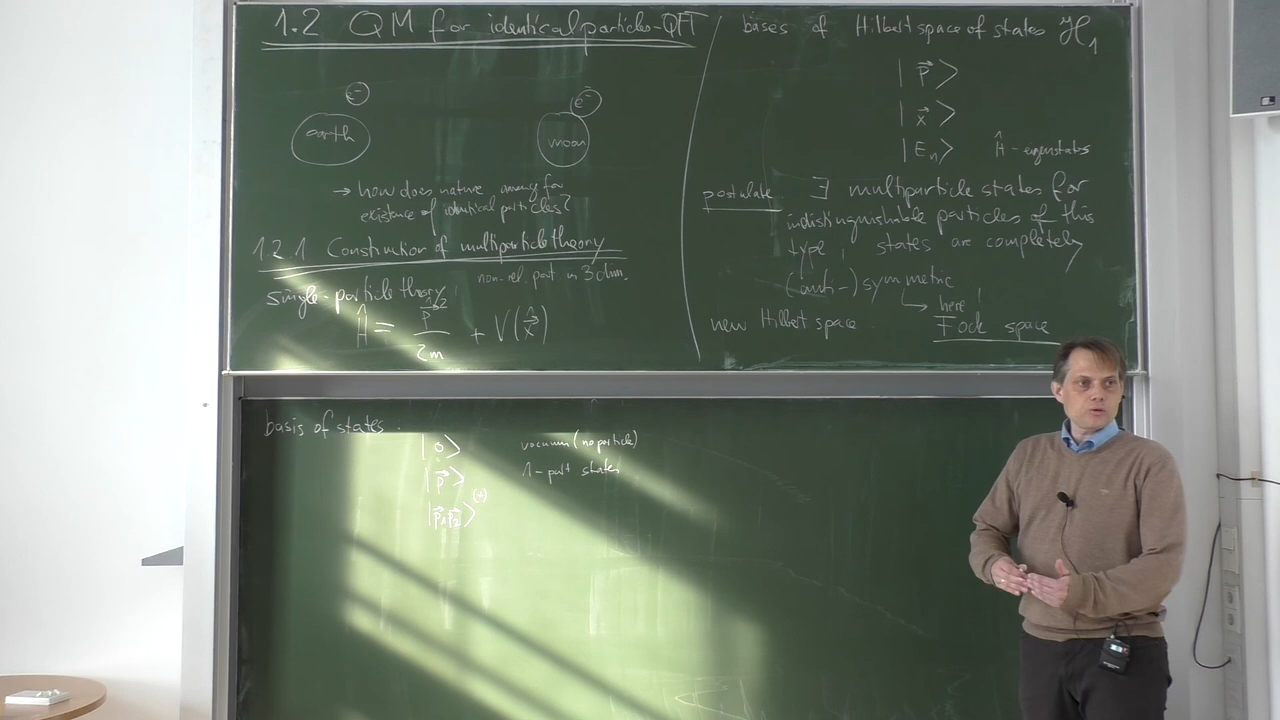 1.2 QM for identical particles - QFT
e⁻
earth
e⁻
moon
→ how does nature arrange for
existence of identical particles?
1.2.1 Construction of multiparticle theory
single-particle theory non-rel. part. in 3 dim.
Ĥ = p̂⃗²/2m + V(x̂⃗)
bases of Hilbert space of states ℋ₁
|p⃗⟩
|x⃗⟩
|Eₙ⟩ Ĥ-eigenstates
postulate ∃ multiparticle states for
indistinguishable particles of this
type, states are completely
(anti-)symmetric
↳ here!
new Hilbert space Fock space
basis of states.
|0⟩ vacuum (no particle)
|p⃗⟩ 1-part states
|p⃗₁p⃗₂⟩⁽⁺⁾